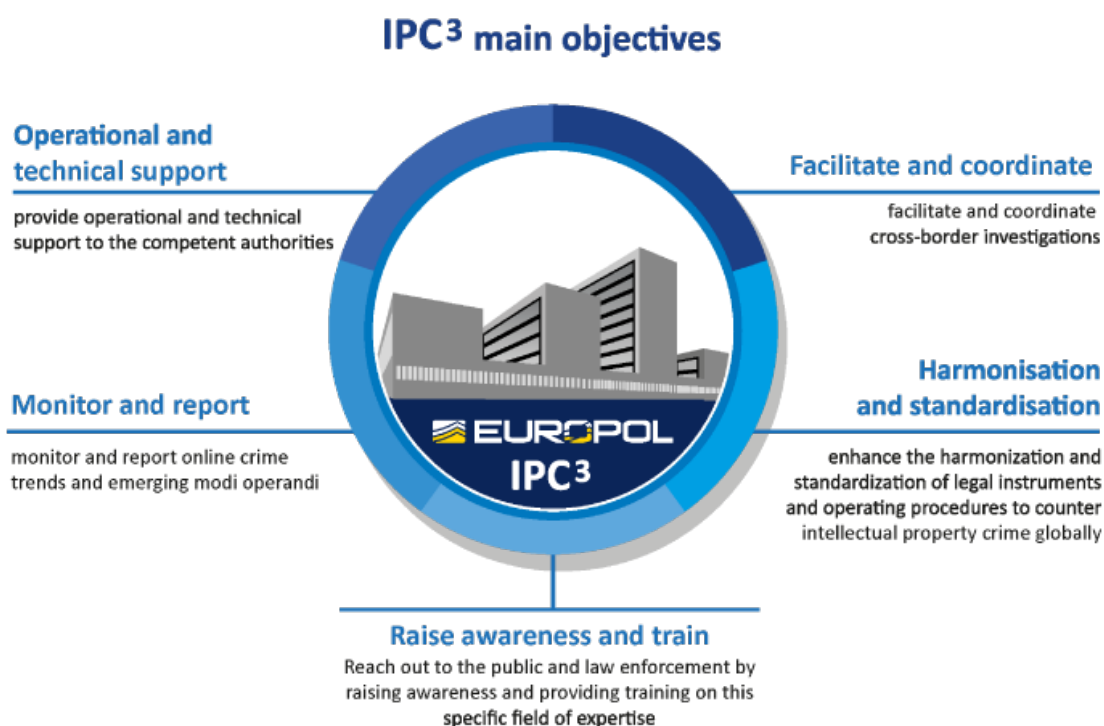 IPC³ main objectives
Operational and
technical support
provide operational and technical
support to the competent authorities
Facilitate and coordinate
facilitate and coordinate
cross-border investigations
Monitor and report
monitor and report online crime
trends and emerging modi operandi
Harmonisation
and standardisation
enhance the harmonization and
standardization of legal instruments
and operating procedures to counter
intellectual property crime globally
EUROPOL
IPC³
Raise awareness and train
Reach out to the public and law enforcement by
raising awareness and providing training on this
specific field of expertise